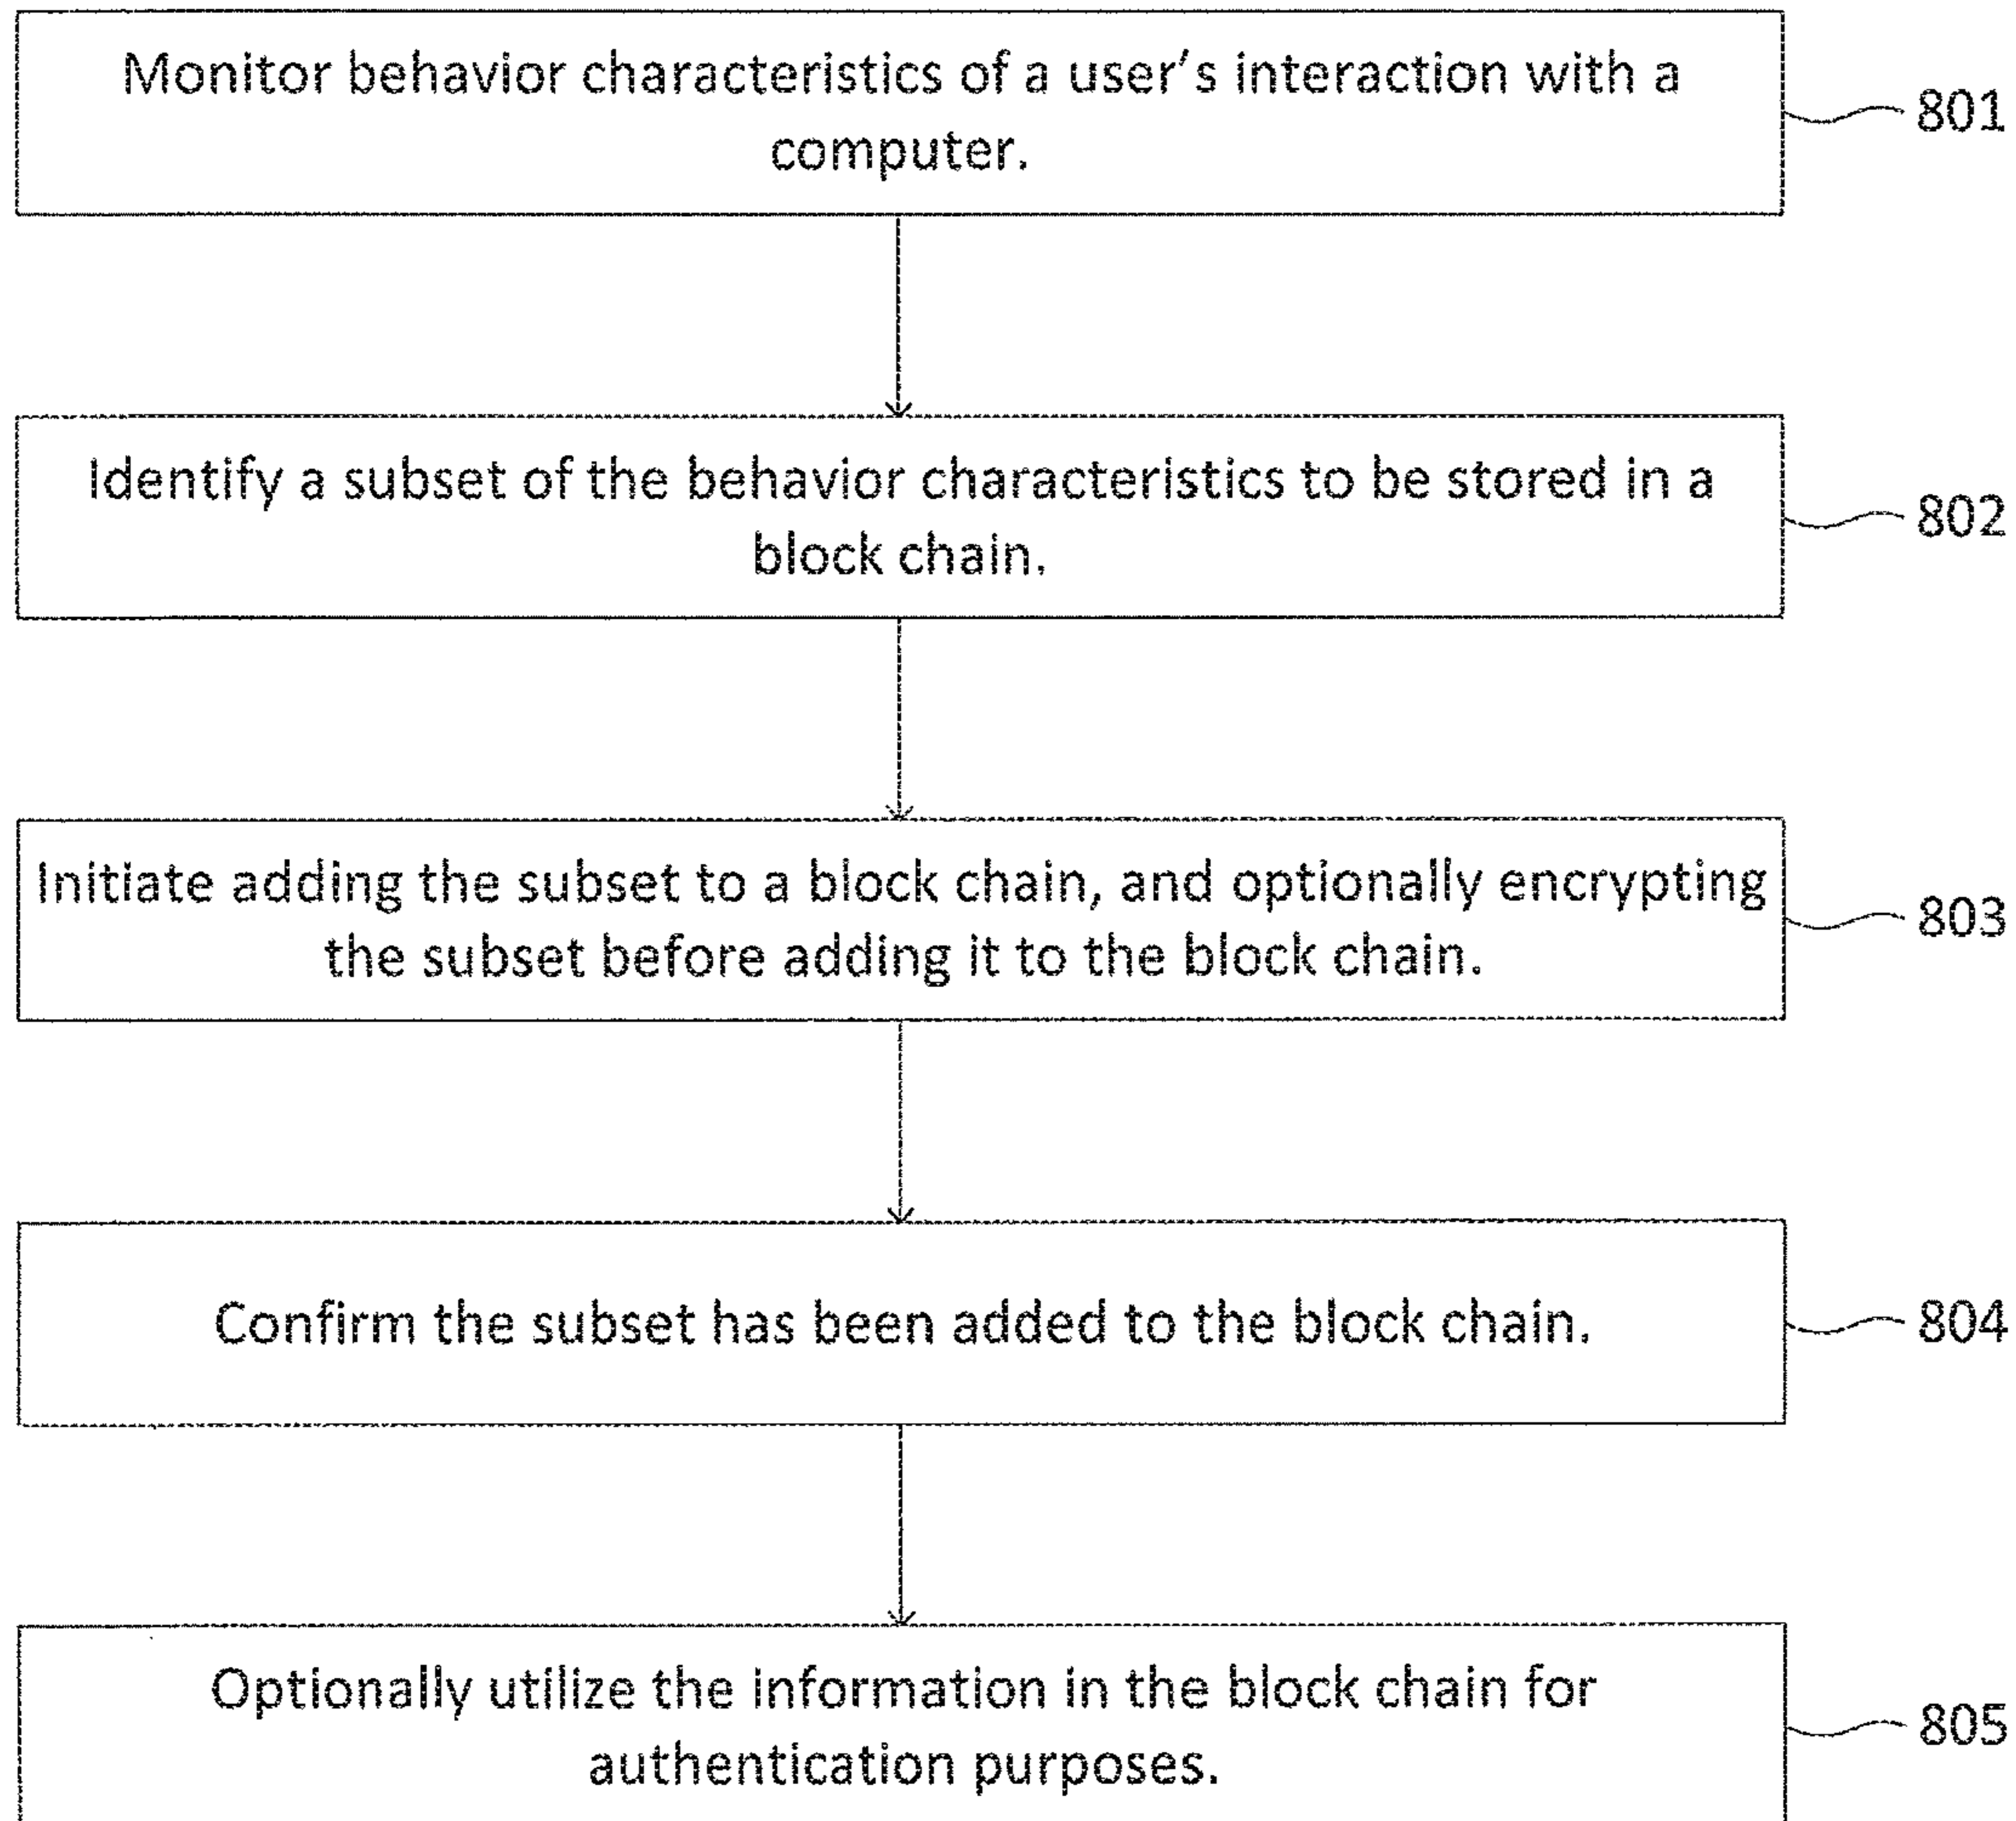 Monitor behavior characteristics of a user's interaction with a
computer.
801
Identify a subset of the behavior characteristics to be stored in a
block chain.
802
Initiate adding the subset to a block chain, and optionally encrypting
the subset before adding it to the block chain.
803
Confirm the subset has been added to the block chain.
804
Optionally utilize the information in the block chain for
authentication purposes.
805